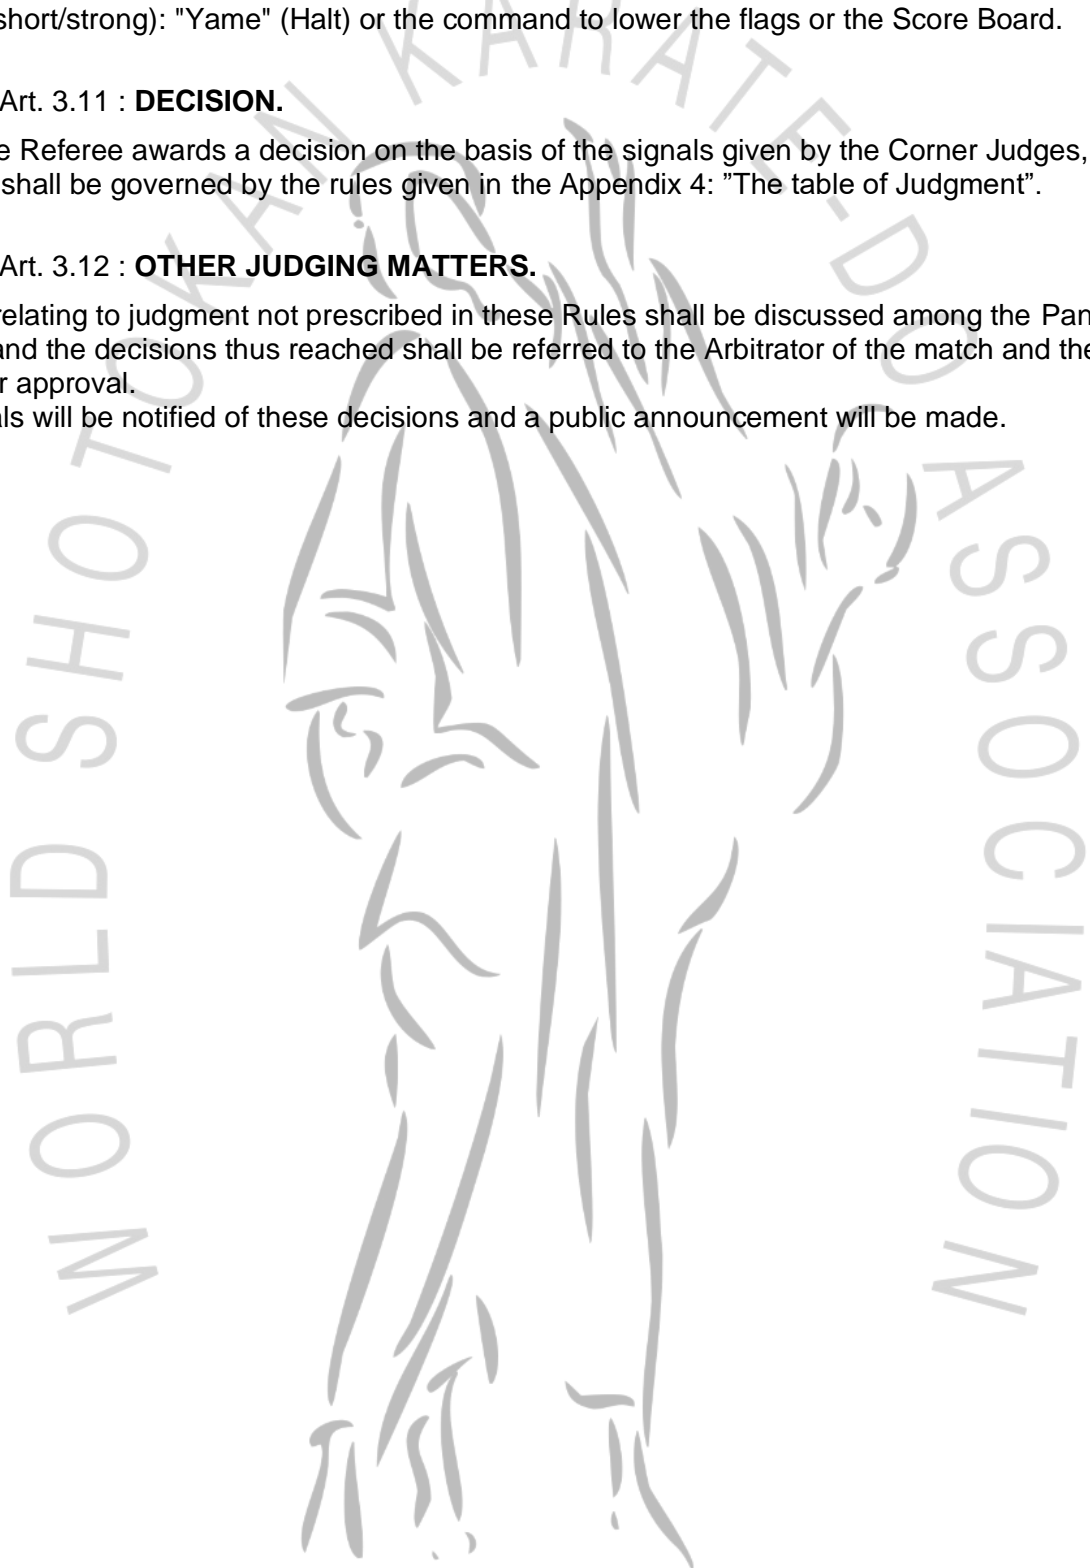 short/strong): "Yame" (Halt) or the command to lower the flags or the Score Board.
Art. 3.11 : DECISION.
e Referee awards a decision on the basis of the signals given by the Corner Judges,
shall be governed by the rules given in the Appendix 4: ”The table of Judgment”.
Art. 3.12 : OTHER JUDGING MATTERS.
relating to judgment not prescribed in these Rules shall be discussed among the Pan
and the decisions thus reached shall be referred to the Arbitrator of the match and the
r approval.
ls will be notified of these decisions and a public announcement will be made.
WORLD SHOTOKAN KARATE-DO ASSOCIATION